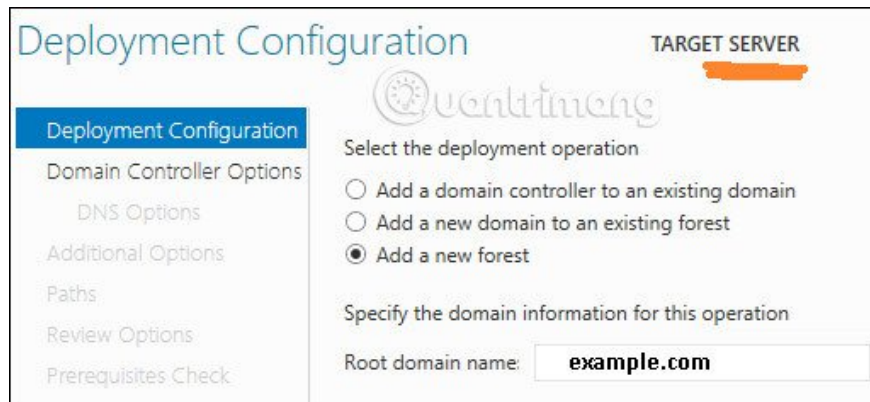 Deployment Configuration
TARGET SERVER
Quantrimang
Deployment Configuration
Domain Controller Options
DNS Options
Additional Options
Paths
Review Options
Prerequisites Check
Select the deployment operation
Add a domain controller to an existing domain
Add a new domain to an existing forest
Add a new forest
Specify the domain information for this operation
Root domain name: example.com